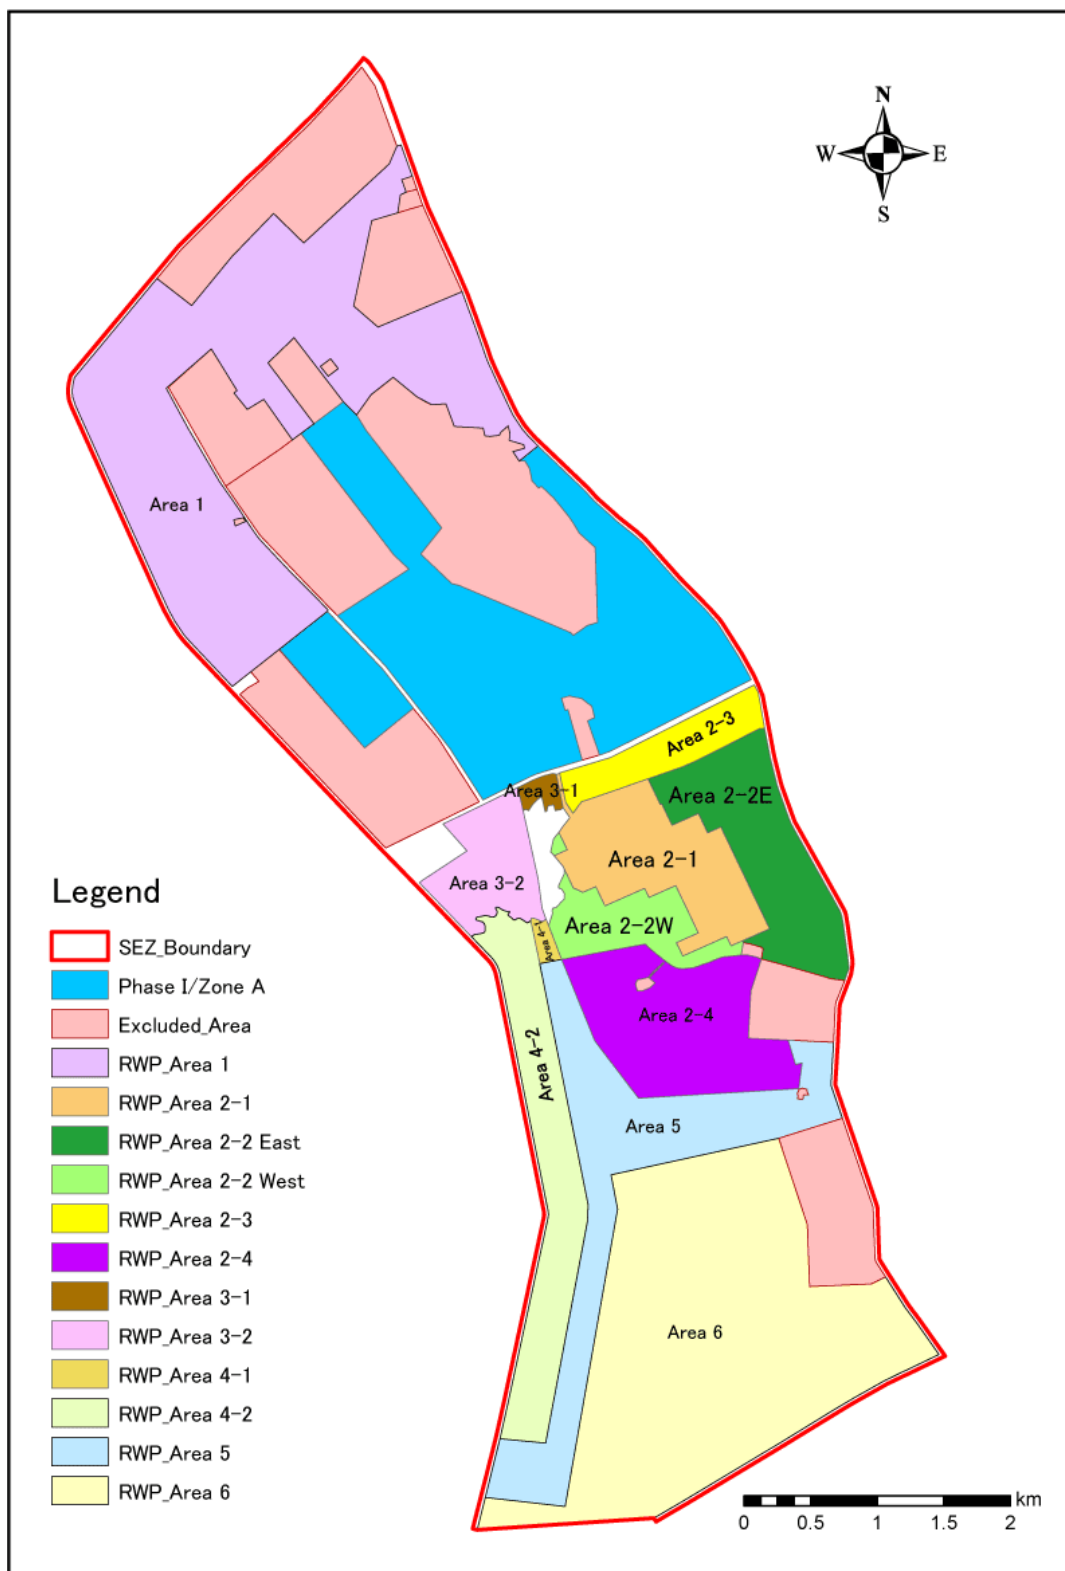 N
W E
S
Area 1
Area 2-3
Area 3-1
Area 2-2E
Area 2-1
Area 3-2
Area 2-2W
Area 4-1
Area 2-4
Area 4-2
Area 5
Area 6
Legend
SEZ_Boundary
Phase I/Zone A
Excluded_Area
RWP_Area 1
RWP_Area 2-1
RWP_Area 2-2 East
RWP_Area 2-2 West
RWP_Area 2-3
RWP_Area 2-4
RWP_Area 3-1
RWP_Area 3-2
RWP_Area 4-1
RWP_Area 4-2
RWP_Area 5
RWP_Area 6
km
0 0.5 1 1.5 2